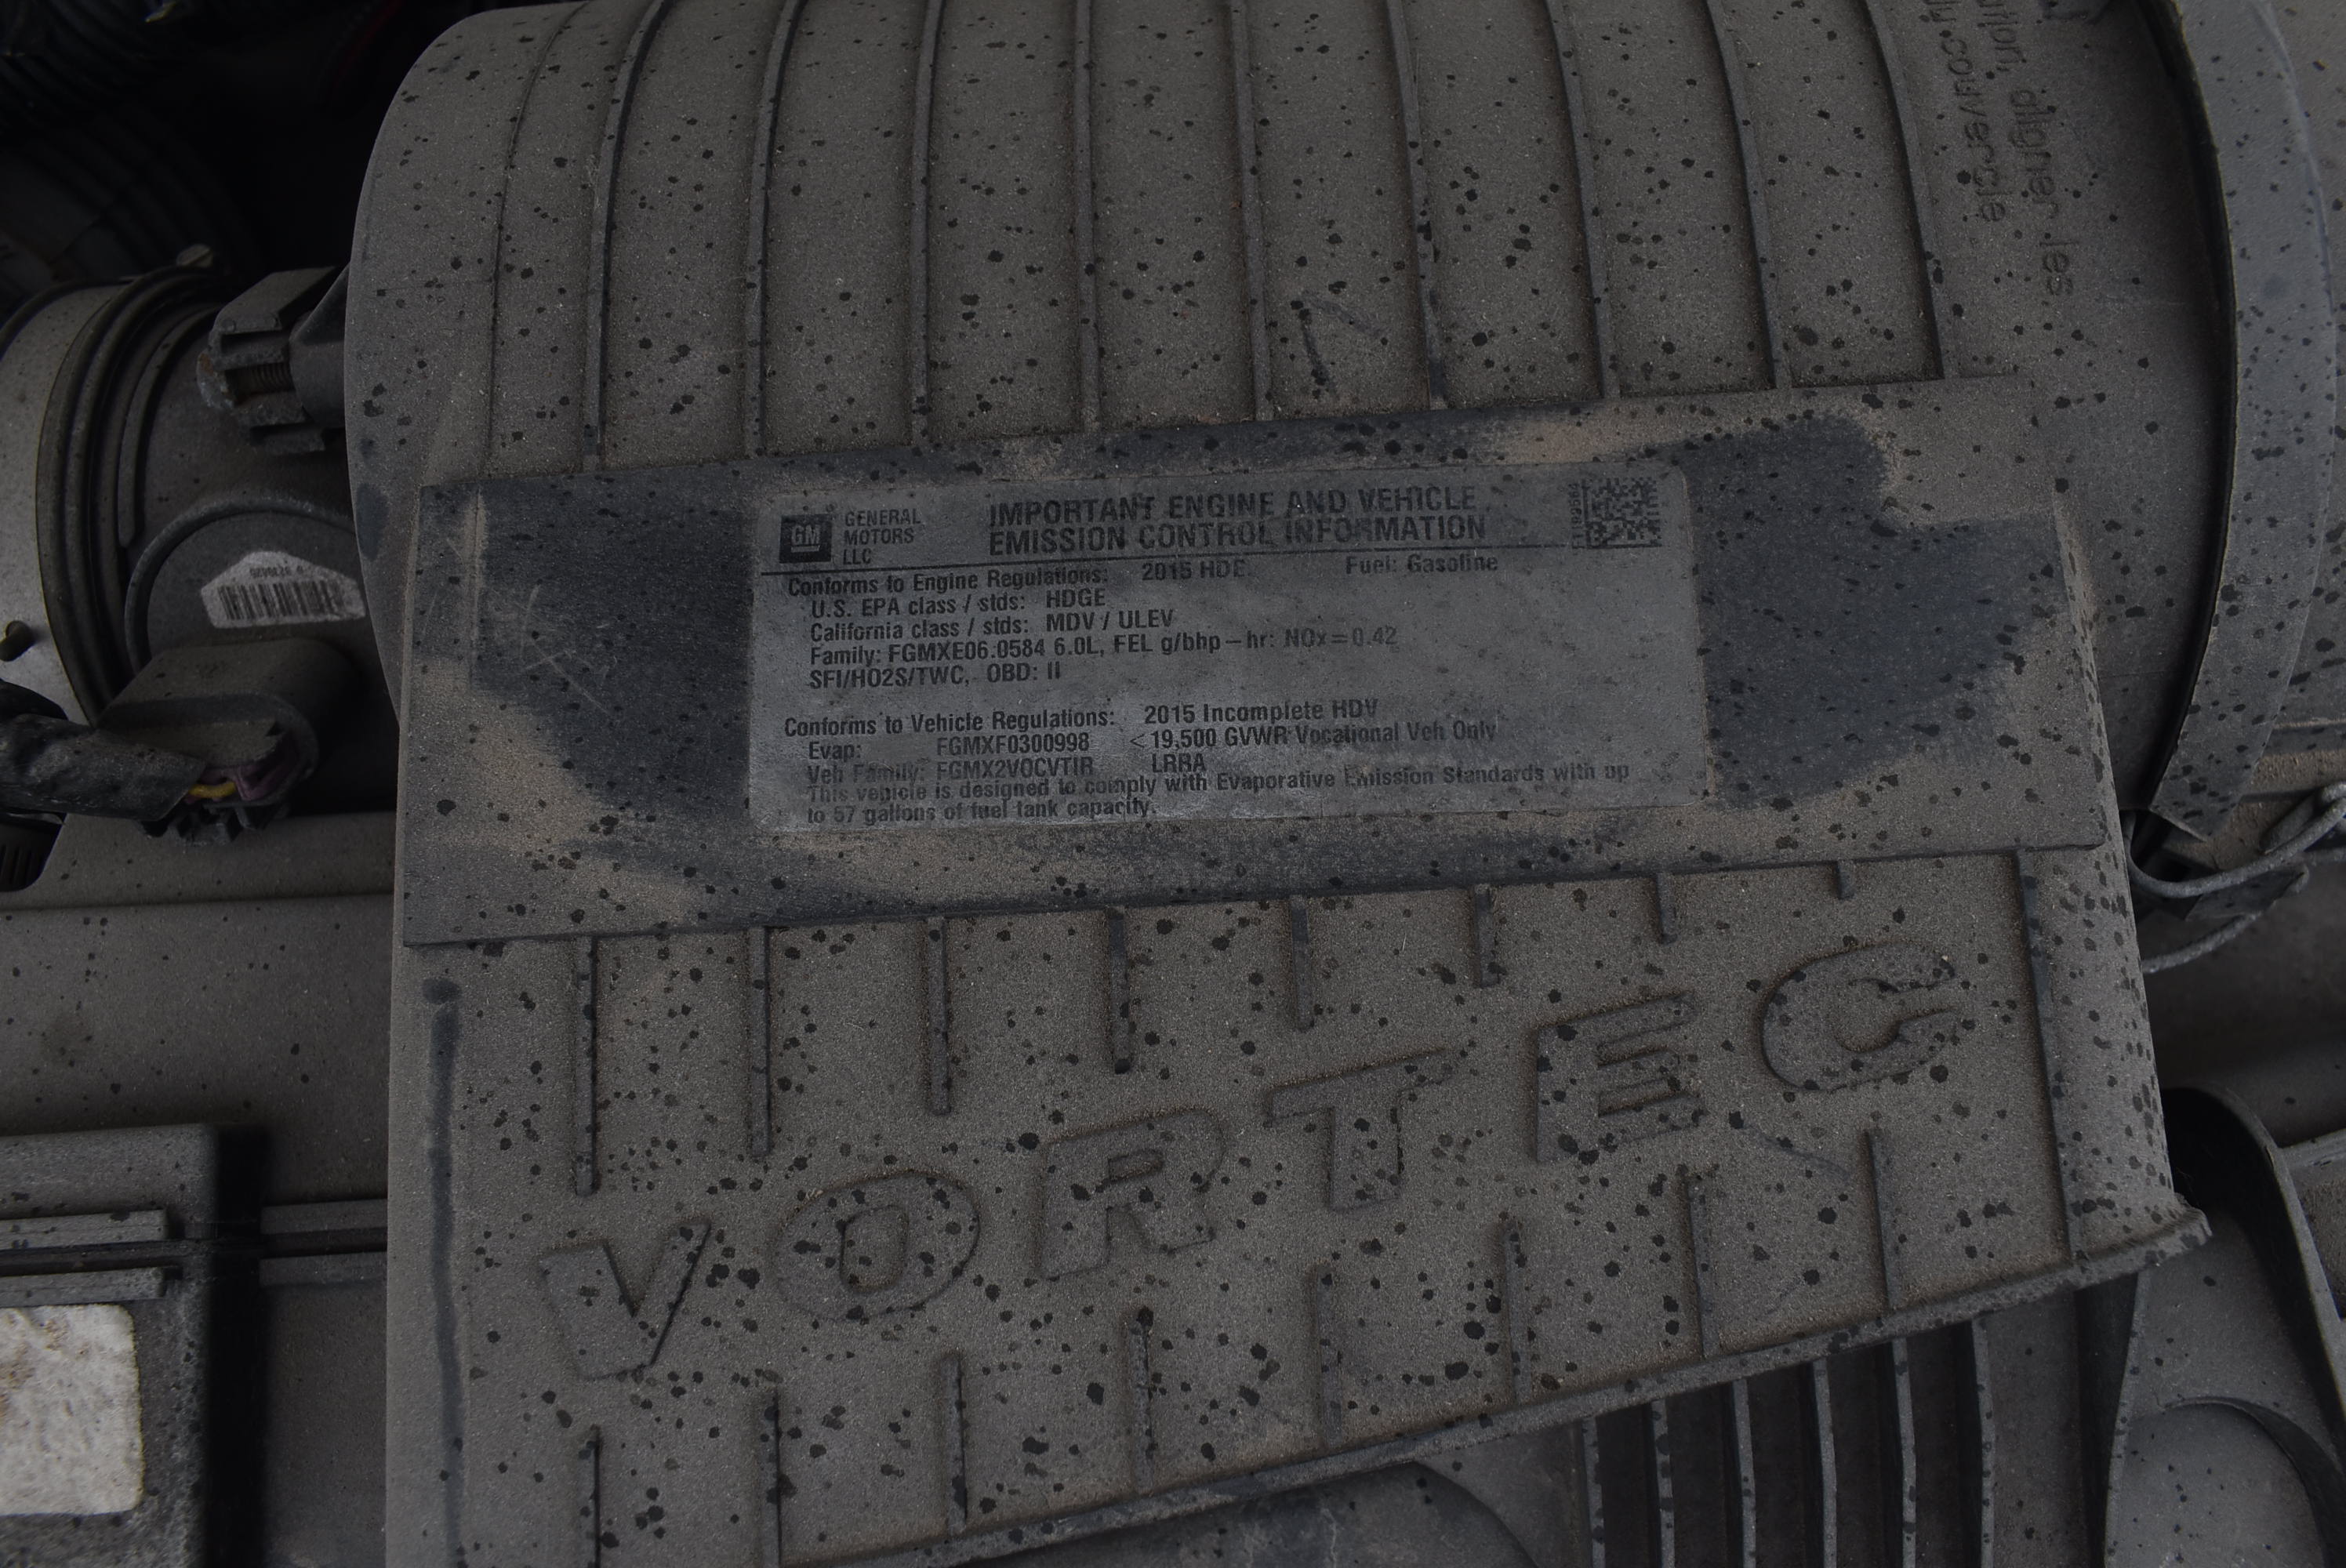 GM
GENERAL
MOTORS
LLC
IMPORTANT ENGINE AND VEHICLE
EMISSION CONTROL INFORMATION
Conforms to Engine Regulations: 2015 HDE Fuel: Gasoline
U.S. EPA class / stds: HDGE
California class / stds: MDV / ULEV
Family: FGMXE06.0584 6.0L, FEL g/bhp-hr: NOx=0.42
SFI/HO2S/TWC, OBD: II
Conforms to Vehicle Regulations: 2015 Incomplete HDV
Evap: FGMXF0300998 <19,500 GVWR Vocational Veh Only
Veh Family: FGMX2VOCVTIR LRRA
This vehicle is designed to comply with Evaporative Emission Standards with up
to 57 gallons of fuel tank capacity.
VORTEC
aligner les
couvercle